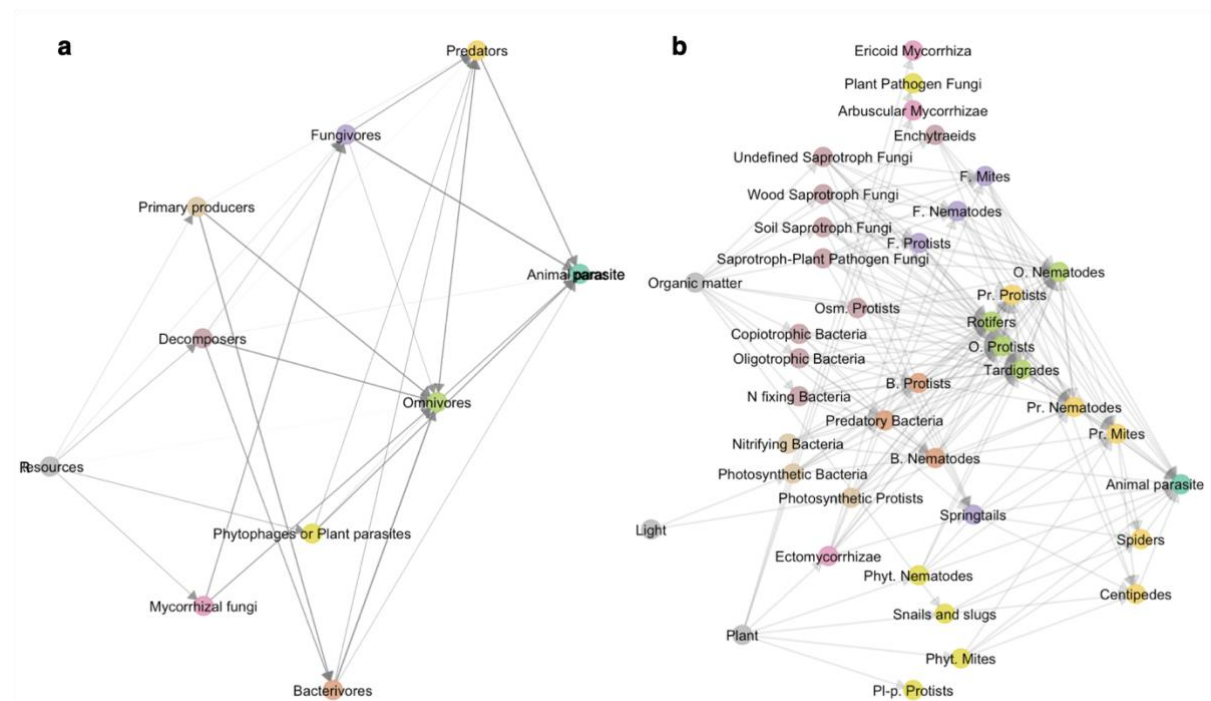 a
Predators
Fungivores
Primary producers
Animal parasite
Decomposers
Omnivores
Resources
Phytophages or Plant parasites
Mycorrhizal fungi
Bacterivores
b
Ericoid Mycorrhiza
Plant Pathogen Fungi
Arbuscular Mycorrhizae
Enchytraeids
Undefined Saprotroph Fungi
F. Mites
Wood Saprotroph Fungi
F. Nematodes
Soil Saprotroph Fungi
F. Protists
Saprotroph-Plant Pathogen Fungi
O. Nematodes
Organic matter
Pr. Protists
Osm. Protists
Rotifers
Copiotrophic Bacteria
O. Protists
Oligotrophic Bacteria
Tardigrades
B. Protists
N fixing Bacteria
Pr. Nematodes
Predatory Bacteria
Pr. Mites
Nitrifying Bacteria
B. Nematodes
Photosynthetic Bacteria
Animal parasite
Photosynthetic Protists
Springtails
Light
Spiders
Ectomycorrhizae
Phyt. Nematodes
Centipedes
Snails and slugs
Plant
Phyt. Mites
Pl-p. Protists